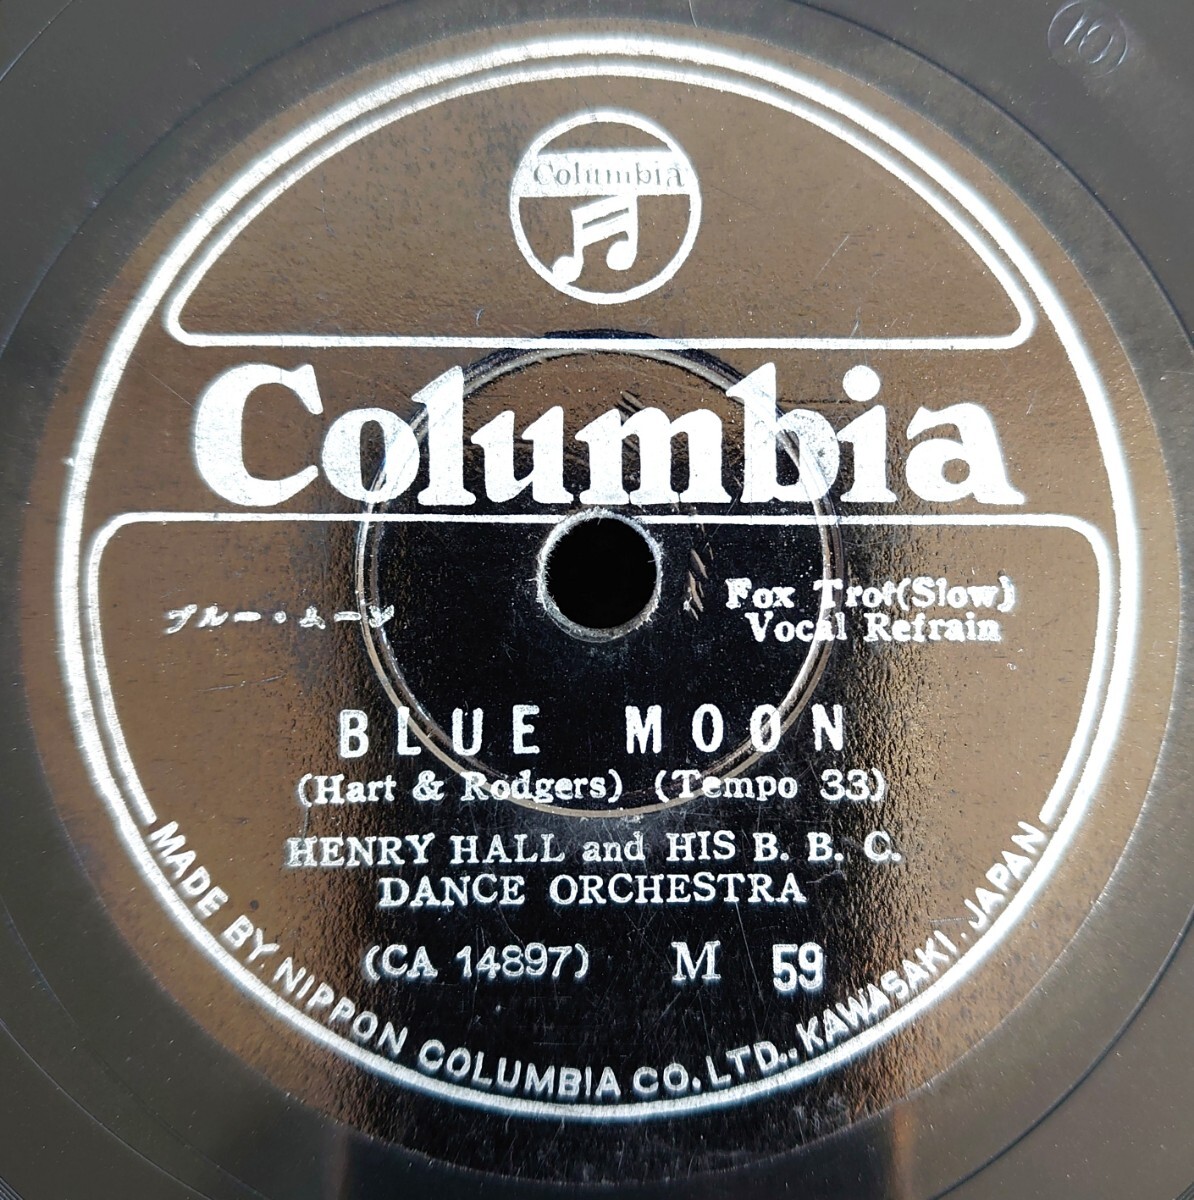 10
Columbia
Columbia
ブルー・ムーン
Fox Trot (Slow)
Vocal Refrain
BLUE MOON
(Hart & Rodgers) (Tempo 33)
HENRY HALL and HIS B. B. C.
DANCE ORCHESTRA
(CA 14897) M 59
MADE BY NIPPON COLUMBIA CO. LTD., KAWASAKI. JAPAN